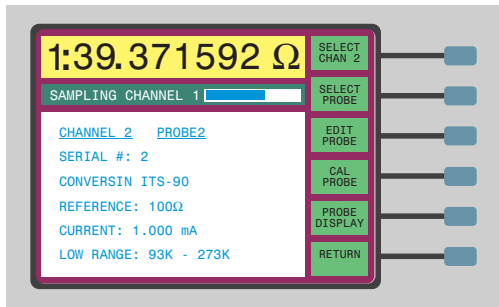 1:39.371592 Ω
SAMPLING CHANNEL 1
CHANNEL 2 PROBE2
SERIAL #: 2
CONVERSIN ITS-90
REFERENCE: 100Ω
CURRENT: 1.000 mA
LOW RANGE: 93K - 273K
SELECT
CHAN 2
SELECT
PROBE
EDIT
PROBE
CAL
PROBE
PROBE
DISPLAY
RETURN